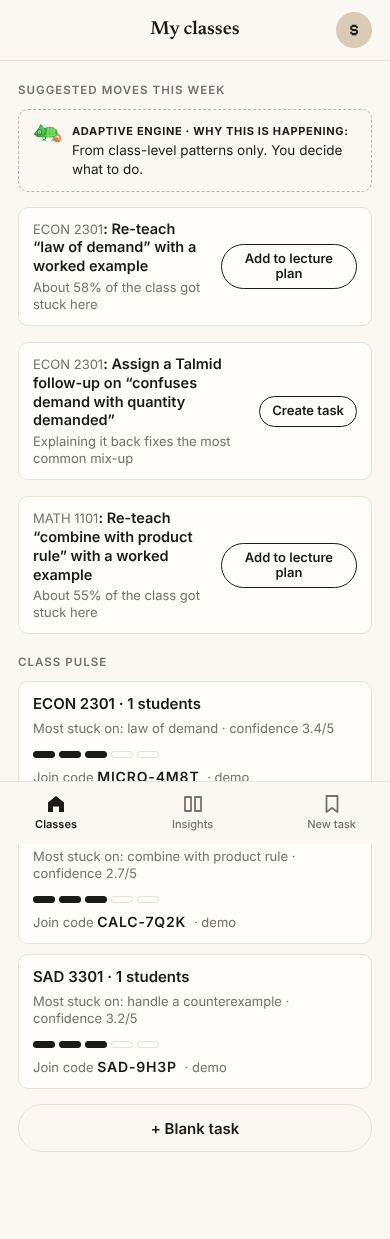 My classes
S
SUGGESTED MOVES THIS WEEK
ADAPTIVE ENGINE · WHY THIS IS HAPPENING:
From class-level patterns only. You decide
what to do.
ECON 2301: Re-teach
“law of demand” with a
worked example
About 58% of the class got
stuck here
Add to lecture
plan
ECON 2301: Assign a Talmid
follow-up on “confuses
demand with quantity
demanded”
Explaining it back fixes the most
common mix-up
Create task
MATH 1101: Re-teach
“combine with product
rule” with a worked
example
About 55% of the class got
stuck here
Add to lecture
plan
CLASS PULSE
ECON 2301 · 1 students
Most stuck on: law of demand · confidence 3.4/5
Join code MICRO-4M8T · demo
Classes
Insights
New task
Most stuck on: combine with product rule ·
confidence 2.7/5
Join code CALC-7Q2K · demo
SAD 3301 · 1 students
Most stuck on: handle a counterexample ·
confidence 3.2/5
Join code SAD-9H3P · demo
+ Blank task